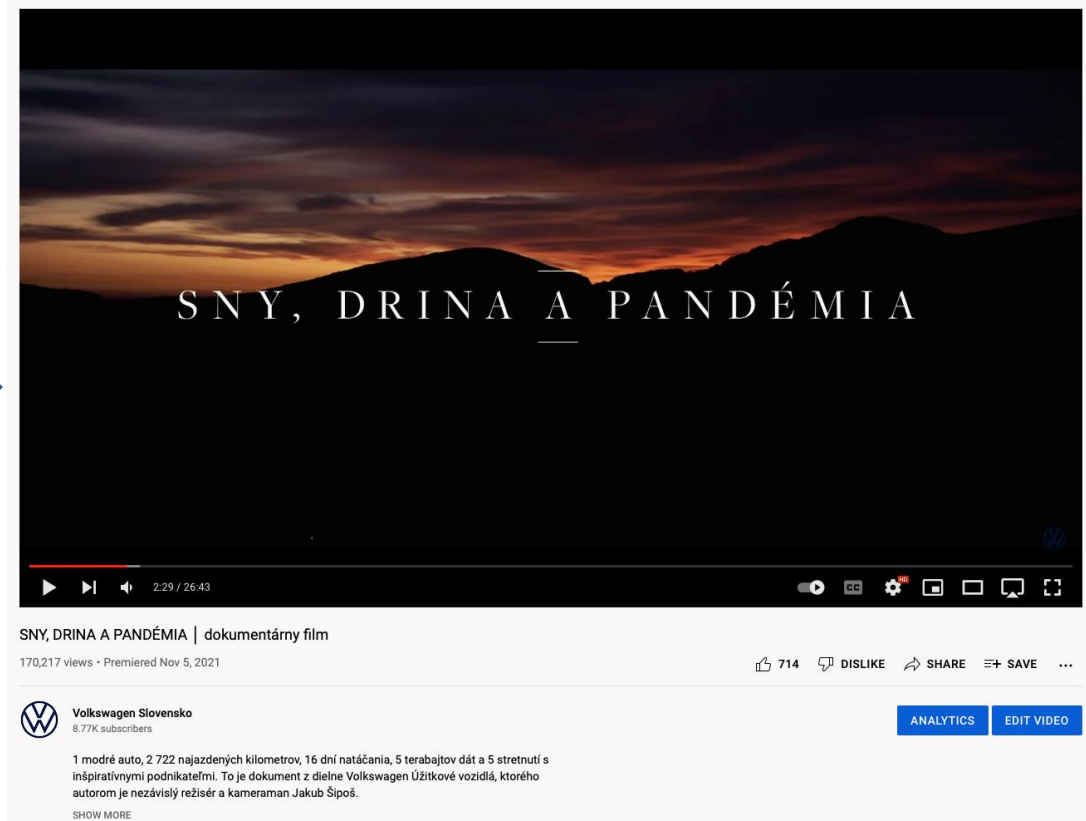 SNY, DRINA A PANDÉMIA
2:29 / 26:43
CC
HD
SNY, DRINA A PANDÉMIA │ dokumentárny film
170,217 views • Premiered Nov 5, 2021
714 DISLIKE SHARE SAVE
Volkswagen Slovensko
8.77K subscribers
ANALYTICS EDIT VIDEO
1 modré auto, 2 722 najazdených kilometrov, 16 dní natáčania, 5 terabajtov dát a 5 stretnutí s
inšpiratívnymi podnikateľmi. To je dokument z dielne Volkswagen Úžitkové vozidlá, ktorého
autorom je nezávislý režisér a kameraman Jakub Šipoš.
SHOW MORE